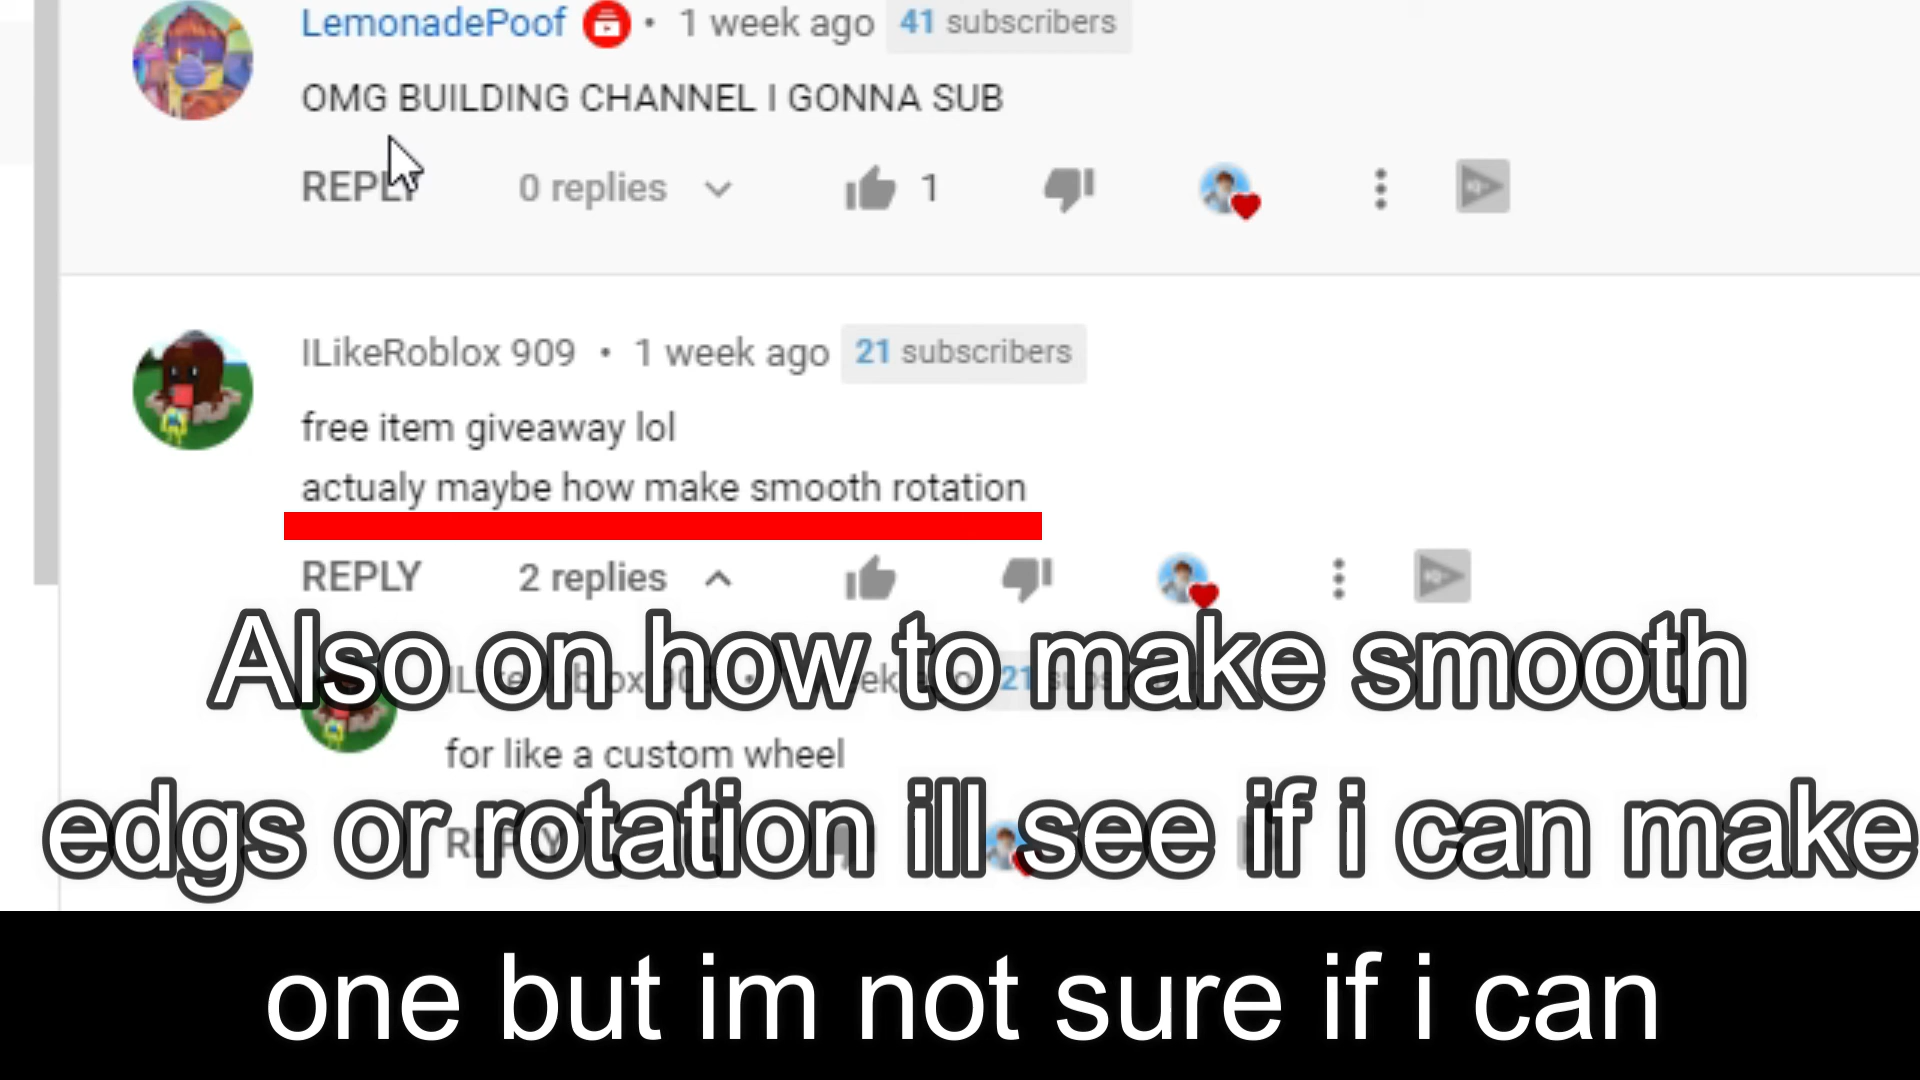 LemonadePoof • 1 week ago 41 subscribers
OMG BUILDING CHANNEL I GONNA SUB
REPLY 0 replies 1
ILikeRoblox 909 • 1 week ago 21 subscribers
free item giveaway lol
actualy maybe how make smooth rotation
REPLY 2 replies
Also on how to make smooth
21
for like a custom wheel
edgs or rotation ill see if i can make
REPLY
one but im not sure if i can